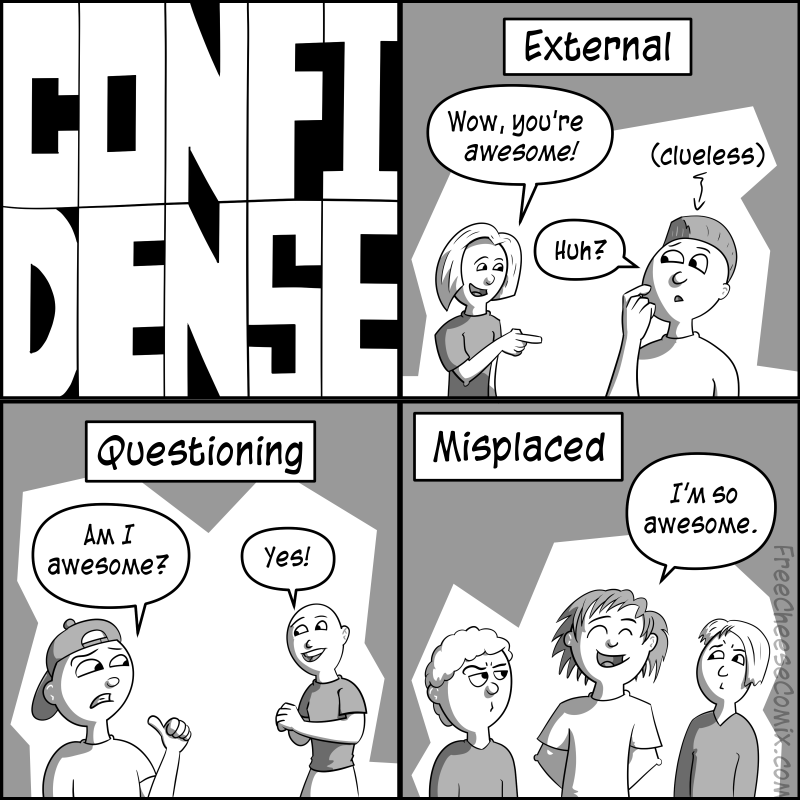 CONFI
DENSE
External
Wow, you're
awesome!
(clueless)
Huh?
Questioning
Am I
awesome?
Yes!
Misplaced
I'm so
awesome.
FreeCheeseComix.com